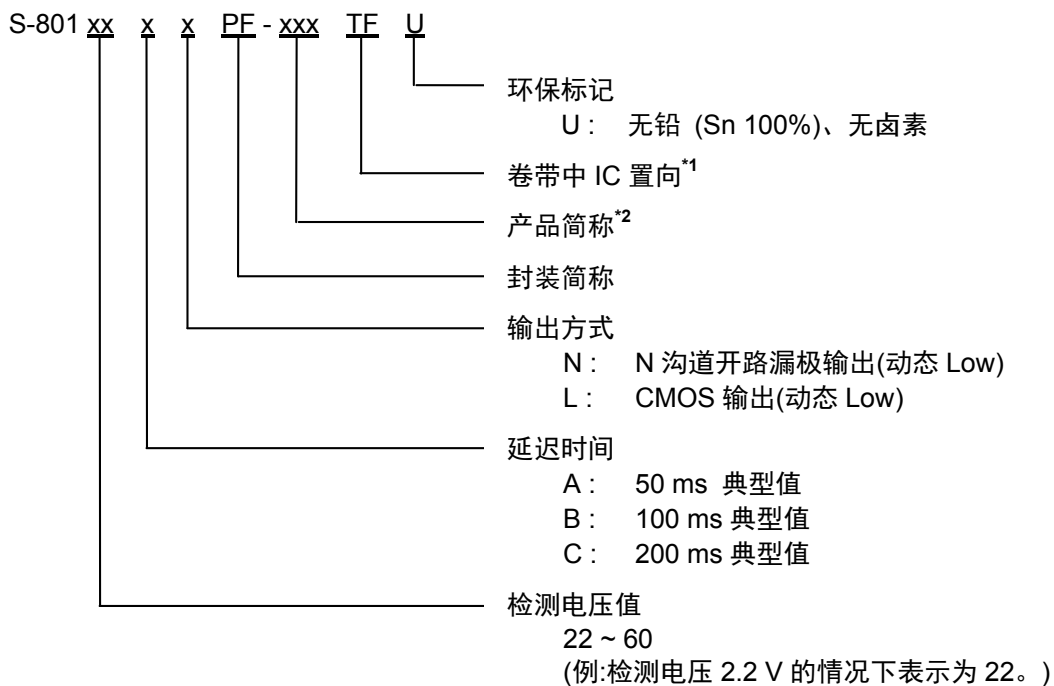 S-801 xx x x PF - xxx TF U
环保标记
U : 无铅 (Sn 100%)、无卤素
卷带中 IC 置向*1
产品简称*2
封装简称
输出方式
N : N 沟道开路漏极输出(动态 Low)
L : CMOS 输出(动态 Low)
延迟时间
A : 50 ms 典型值
B : 100 ms 典型值
C : 200 ms 典型值
检测电压值
22 ~ 60
(例:检测电压 2.2 V 的情况下表示为 22。)